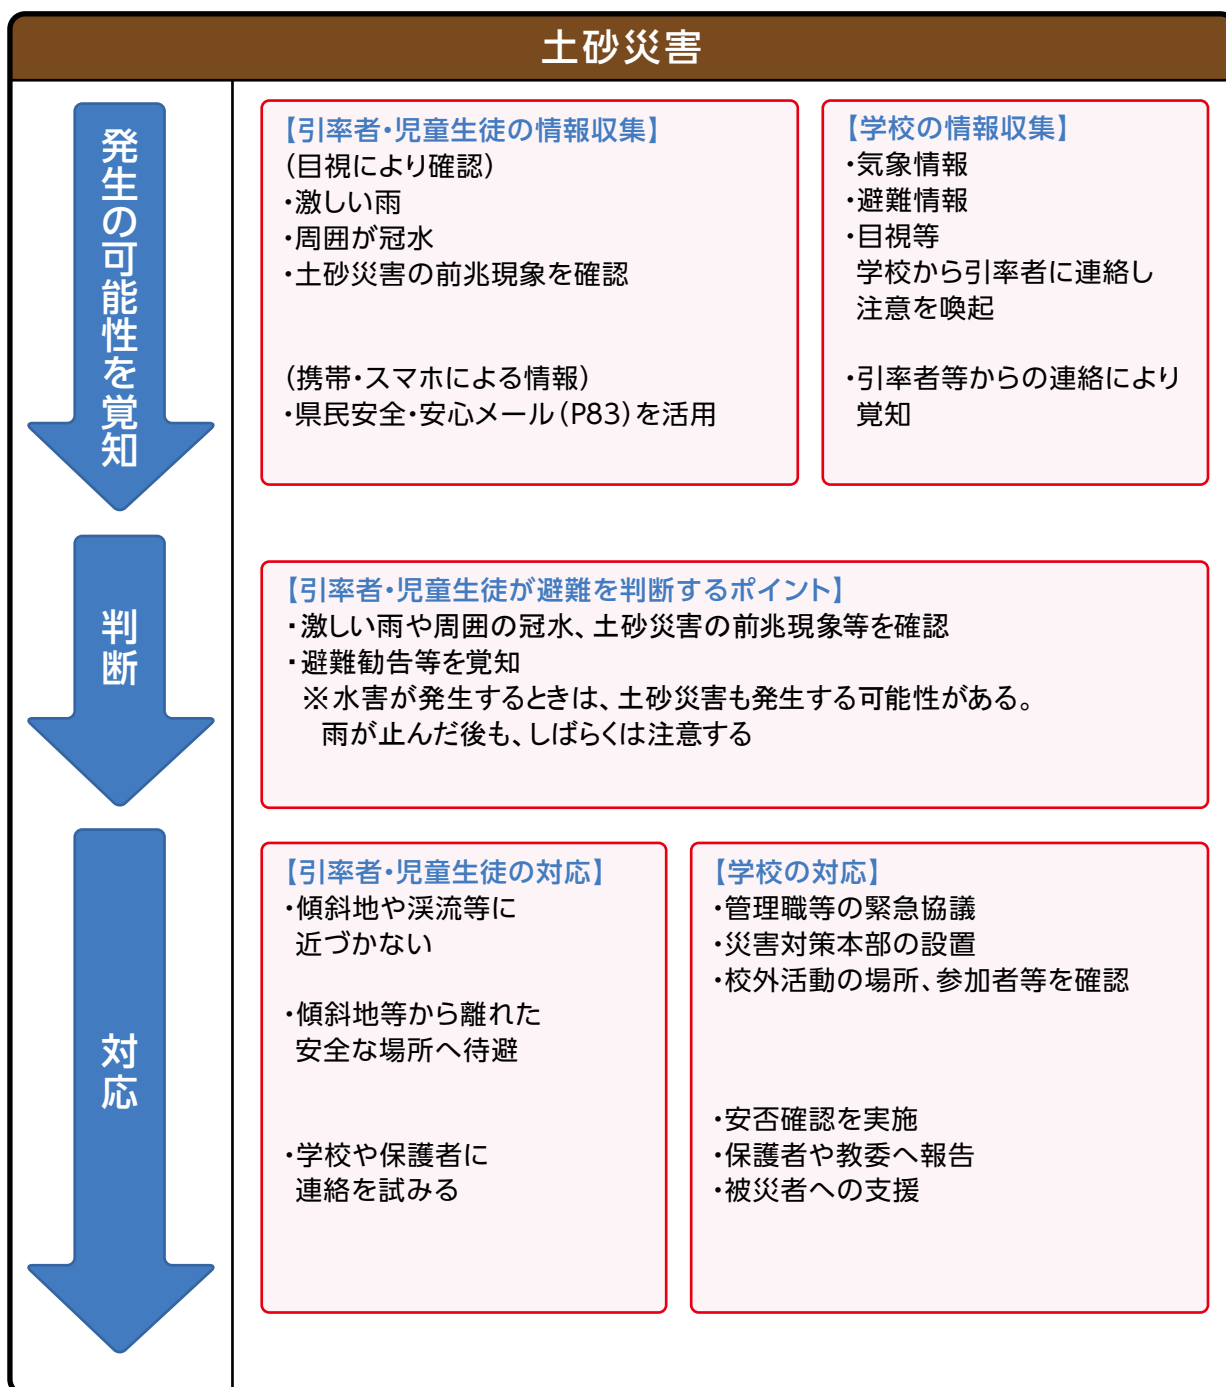 土砂災害
発生の可能性を覚知
【引率者・児童生徒の情報収集】
(目視により確認)
・激しい雨
・周囲が冠水
・土砂災害の前兆現象を確認
(携帯・スマホによる情報)
・県民安全・安心メール(P83)を活用
【学校の情報収集】
・気象情報
・避難情報
・目視等
学校から引率者に連絡し
注意を喚起
・引率者等からの連絡により
覚知
判断
【引率者・児童生徒が避難を判断するポイント】
・激しい雨や周囲の冠水、土砂災害の前兆現象等を確認
・避難勧告等を覚知
※水害が発生するときは、土砂災害も発生する可能性がある。
雨が止んだ後も、しばらくは注意する
対応
【引率者・児童生徒の対応】
・傾斜地や渓流等に
近づかない
・傾斜地等から離れた
安全な場所へ待避
・学校や保護者に
連絡を試みる
【学校の対応】
・管理職等の緊急協議
・災害対策本部の設置
・校外活動の場所、参加者等を確認
・安否確認を実施
・保護者や教委へ報告
・被災者への支援